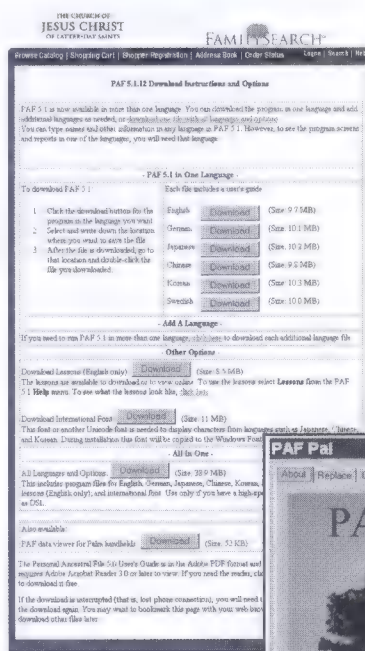 THE CHURCH OF
JESUS CHRIST
OF LATTER-DAY SAINTS
FAMILYSEARCH
Browse Catalog | Shopping Cart | Shopper Registration | Address Book | Order Status Logon | Search |
PAF 5.1.12 Download Instructions and Options
PAF 5.1 is now available in more than one language. You can download the program in one language and add
additional languages as needed, or download one file with all languages and options
You can type names and other information in any language in PAF 5.1. However, to see the program screens
and reports in one of the languages, you will need that language.
- PAF 5.1 in One Language -
To download PAF 5.1
Each file includes a user's guide
1 Click the download button for the
program in the language you want
2 Select and write down the location
where you want to save the file
3 After the file is downloaded, go to
that location and double-click the
file you downloaded.
English Download (Size: 9.7 MB)
German Download (Size: 10.1 MB)
Japanese Download (Size: 10.2 MB)
Chinese Download (Size: 9.8 MB)
Korean Download (Size: 10.1 MB)
Swedish Download (Size: 10.0 MB)
- Add A Language -
If you need to run PAF 5.1 in more than one language, click here to download each additional language file
- Other Options -
Download Lessons (English only) Download (Size: 8.5 MB)
The lessons are available to download or to view online. To use the lessons select Lessons from the PAF
5.1 Help menu. To see what the lessons look like, click here
Download International Font Download (Size: 11 MB)
This font or another Unicode font is needed to display characters from languages such as Japanese, Chinese,
and Korean. During installation this font will be copied to the Windows Font
- All in One -
All Languages and Options. Download (Size: 38.9 MB)
This includes program files for English, German, Japanese, Chinese, Korean,
lessons (English only), and international font. Use only if you have a high-spe
as DSL.
Also available:
PAF data viewer for Palm handhelds Download (Size: 52 KB)
The Personal Ancestral File 5.0 User's Guide is in the Adobe PDF format and
requires Adobe Acrobat Reader 3.0 or later to view. If you need the reader, cli
to download it free
If the download is interrupted (that is, lost phone connection), you will need t
the download again. You may want to bookmark this page with your web brow
download other files later
PAF Pal
About | Replace |
PA